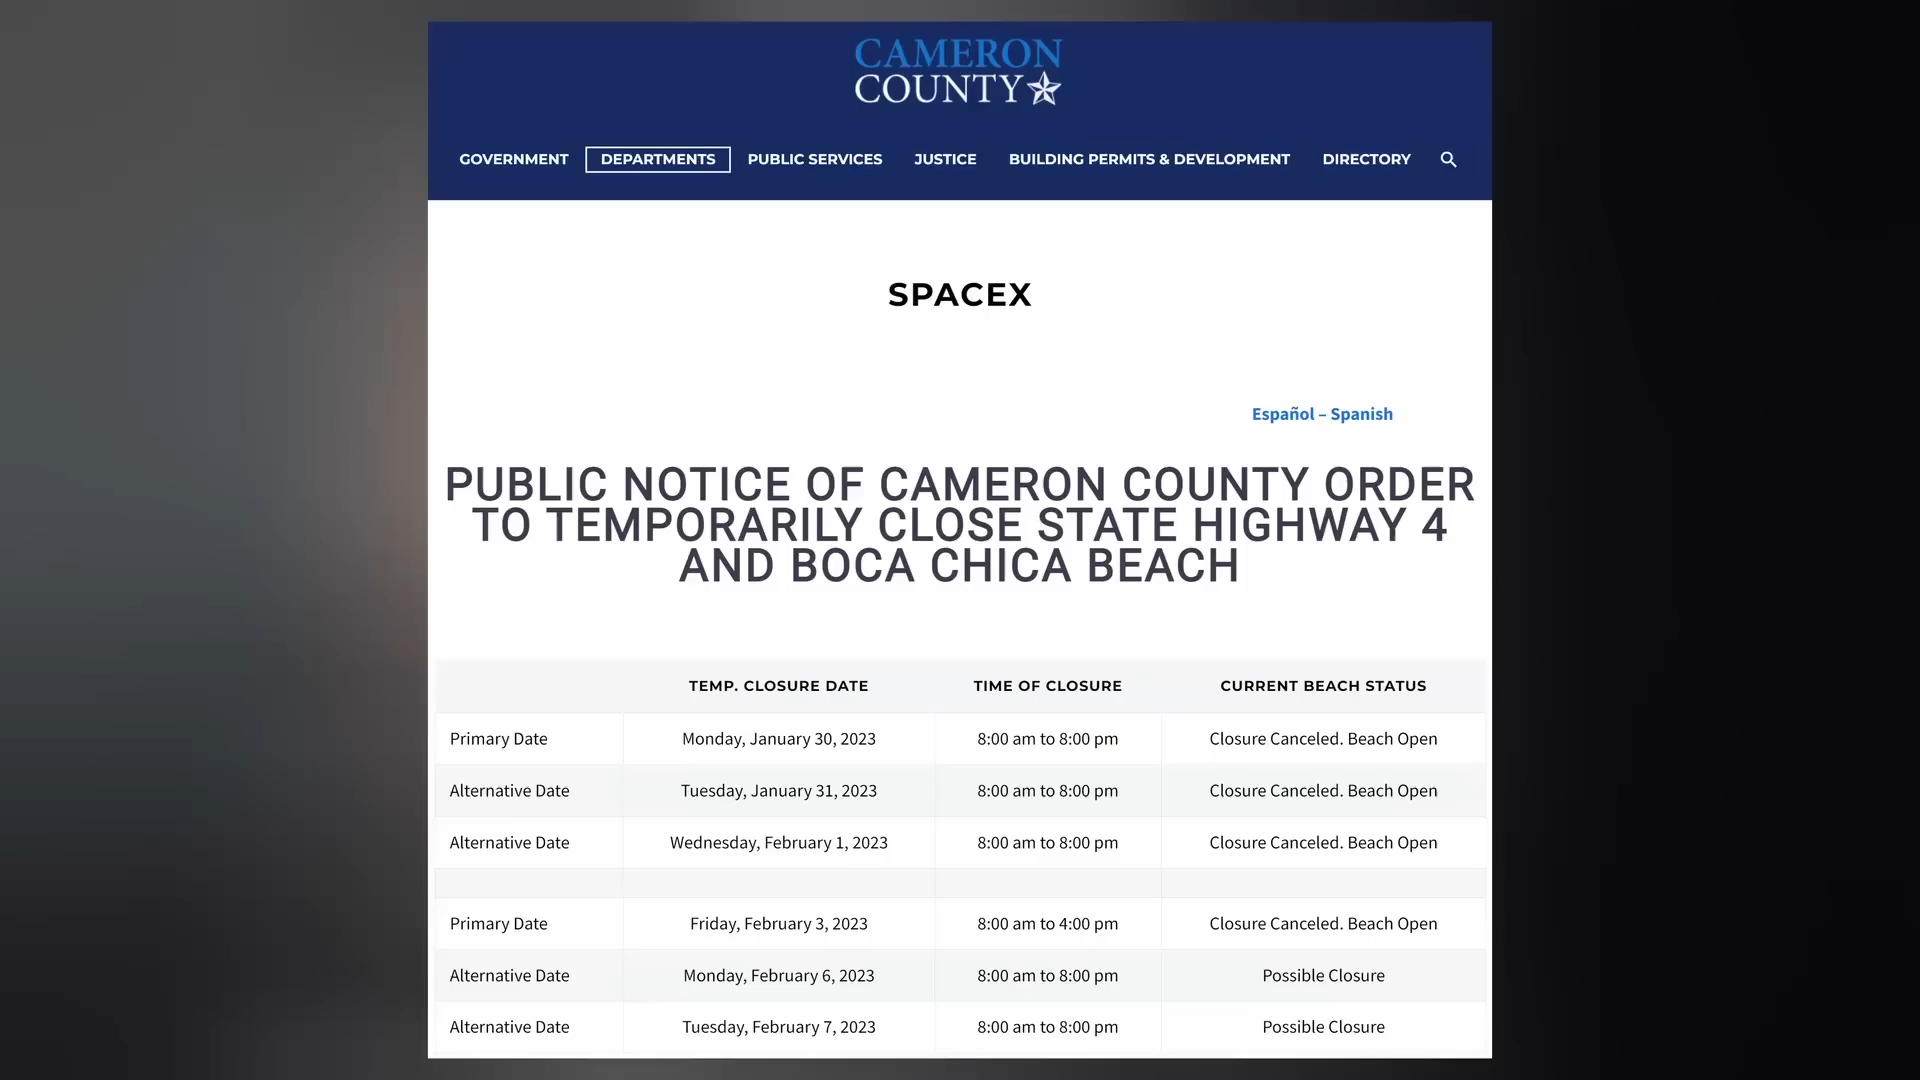 CAMERON
COUNTY
GOVERNMENT DEPARTMENTS PUBLIC SERVICES JUSTICE BUILDING PERMITS & DEVELOPMENT DIRECTORY
SPACEX
Español – Spanish
PUBLIC NOTICE OF CAMERON COUNTY ORDER
TO TEMPORARILY CLOSE STATE HIGHWAY 4
AND BOCA CHICA BEACH
TEMP. CLOSURE DATE TIME OF CLOSURE CURRENT BEACH STATUS
Primary Date Monday, January 30, 2023 8:00 am to 8:00 pm Closure Canceled. Beach Open
Alternative Date Tuesday, January 31, 2023 8:00 am to 8:00 pm Closure Canceled. Beach Open
Alternative Date Wednesday, February 1, 2023 8:00 am to 8:00 pm Closure Canceled. Beach Open
Primary Date Friday, February 3, 2023 8:00 am to 4:00 pm Closure Canceled. Beach Open
Alternative Date Monday, February 6, 2023 8:00 am to 8:00 pm Possible Closure
Alternative Date Tuesday, February 7, 2023 8:00 am to 8:00 pm Possible Closure